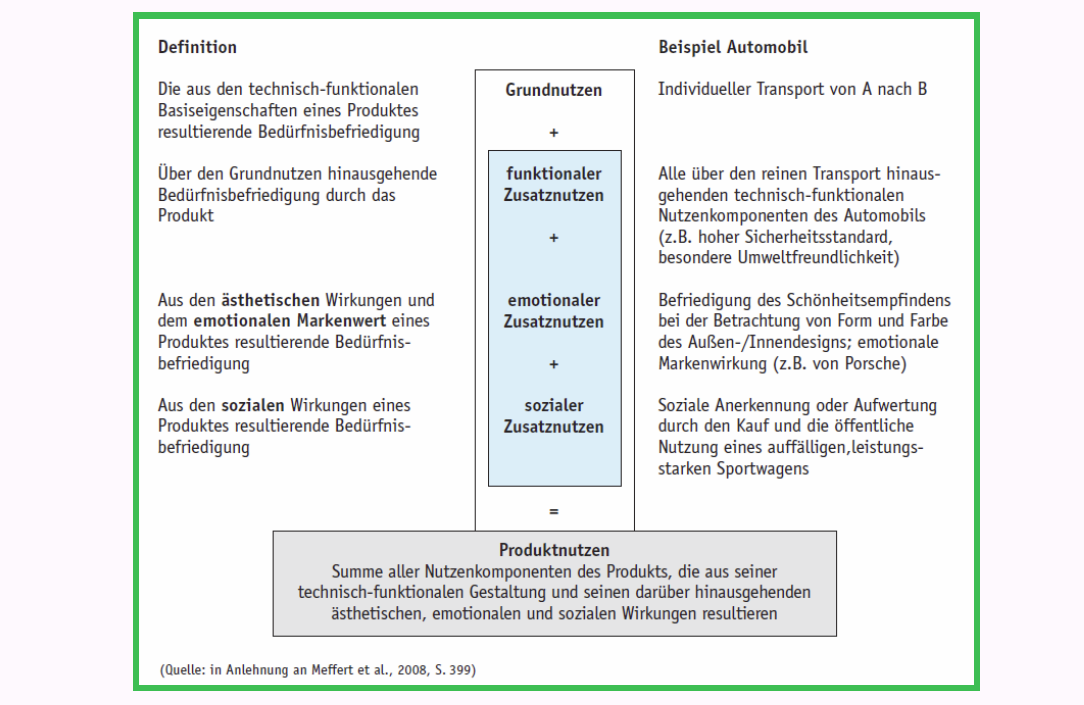 Definition
Beispiel Automobil
Die aus den technisch-funktionalen
Basiseigenschaften eines Produktes
resultierende Bedürfnisbefriedigung
Grundnutzen
+
Individueller Transport von A nach B
Über den Grundnutzen hinausgehende
Bedürfnisbefriedigung durch das
Produkt
funktionaler
Zusatznutzen
+
Alle über den reinen Transport hinaus-
gehenden technisch-funktionalen
Nutzenkomponenten des Automobils
(z.B. hoher Sicherheitsstandard,
besondere Umweltfreundlichkeit)
Aus den ästhetischen Wirkungen und
dem emotionalen Markenwert eines
Produktes resultierende Bedürfnis-
befriedigung
emotionaler
Zusatznutzen
+
Befriedigung des Schönheitsempfindens
bei der Betrachtung von Form und Farbe
des Außen-/Innendesigns; emotionale
Markenwirkung (z.B. von Porsche)
Aus den sozialen Wirkungen eines
Produktes resultierende Bedürfnis-
befriedigung
sozialer
Zusatznutzen
Soziale Anerkennung oder Aufwertung
durch den Kauf und die öffentliche
Nutzung eines auffälligen,leistungs-
starken Sportwagens
=
Produktnutzen
Summe aller Nutzenkomponenten des Produkts, die aus seiner
technisch-funktionalen Gestaltung und seinen darüber hinausgehenden
ästhetischen, emotionalen und sozialen Wirkungen resultieren
(Quelle: in Anlehnung an Meffert et al., 2008, S. 399)